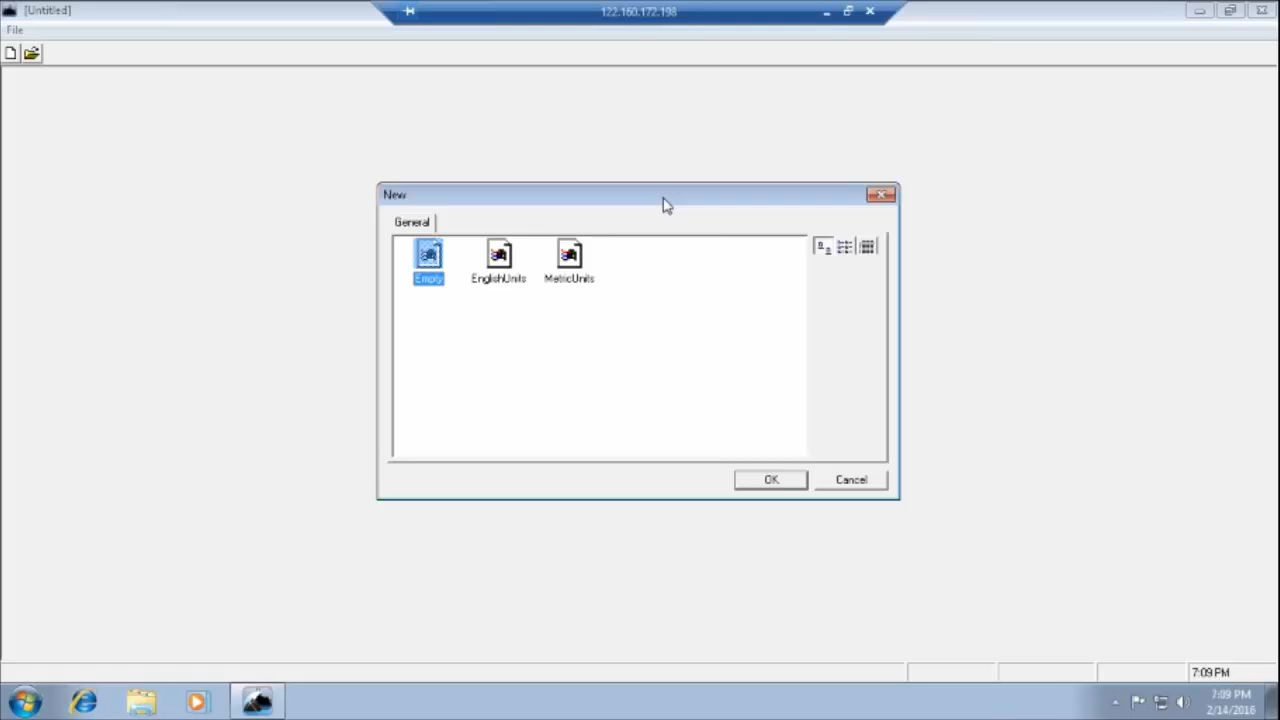 [Untitled]
122.160.172.198
File
New
General
Empty
EnglishUnits
MetricUnits
OK
Cancel
7:09 PM
7:09 PM
2/14/2016